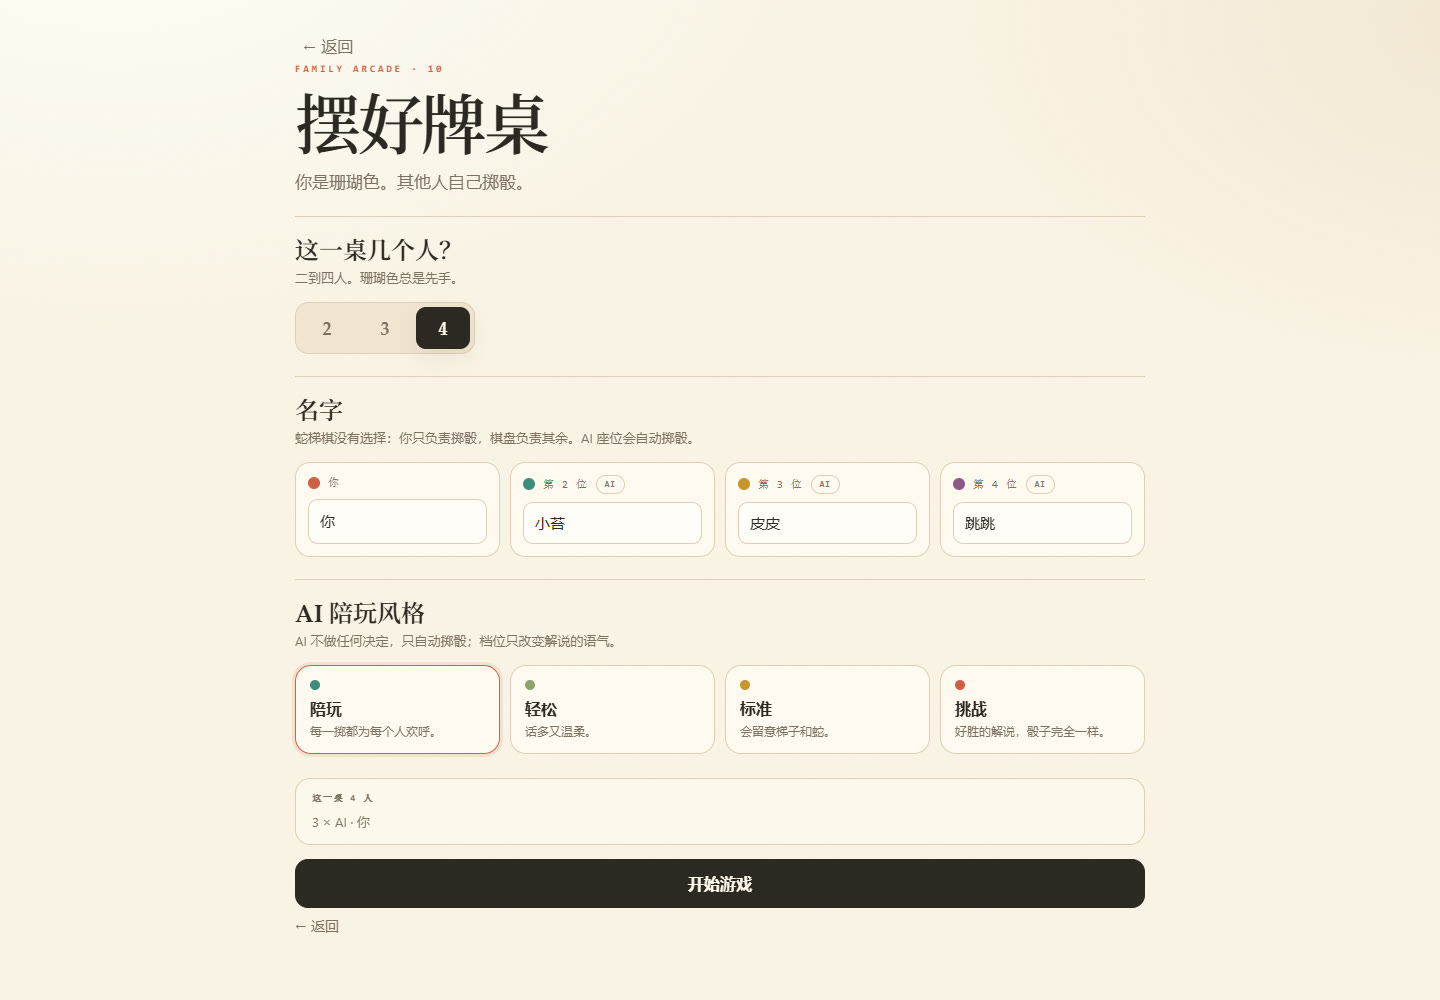 ← 返回
FAMILY ARCADE · 10
摆好牌桌
你是珊瑚色。其他人自己掷骰。
这一桌几个人？
二到四人。珊瑚色总是先手。
2 3 4
名字
蛇梯棋没有选择：你只负责掷骰，棋盘负责其余。AI 座位会自动掷骰。
你
第 2 位 AI
第 3 位 AI
第 4 位 AI
你
小苔
皮皮
跳跳
AI 陪玩风格
AI 不做任何决定，只自动掷骰；档位只改变解说的语气。
陪玩
每一掷都为每个人欢呼。
轻松
话多又温柔。
标准
会留意梯子和蛇。
挑战
好胜的解说，骰子完全一样。
这一桌 4 人
3 × AI · 你
开始游戏
← 返回